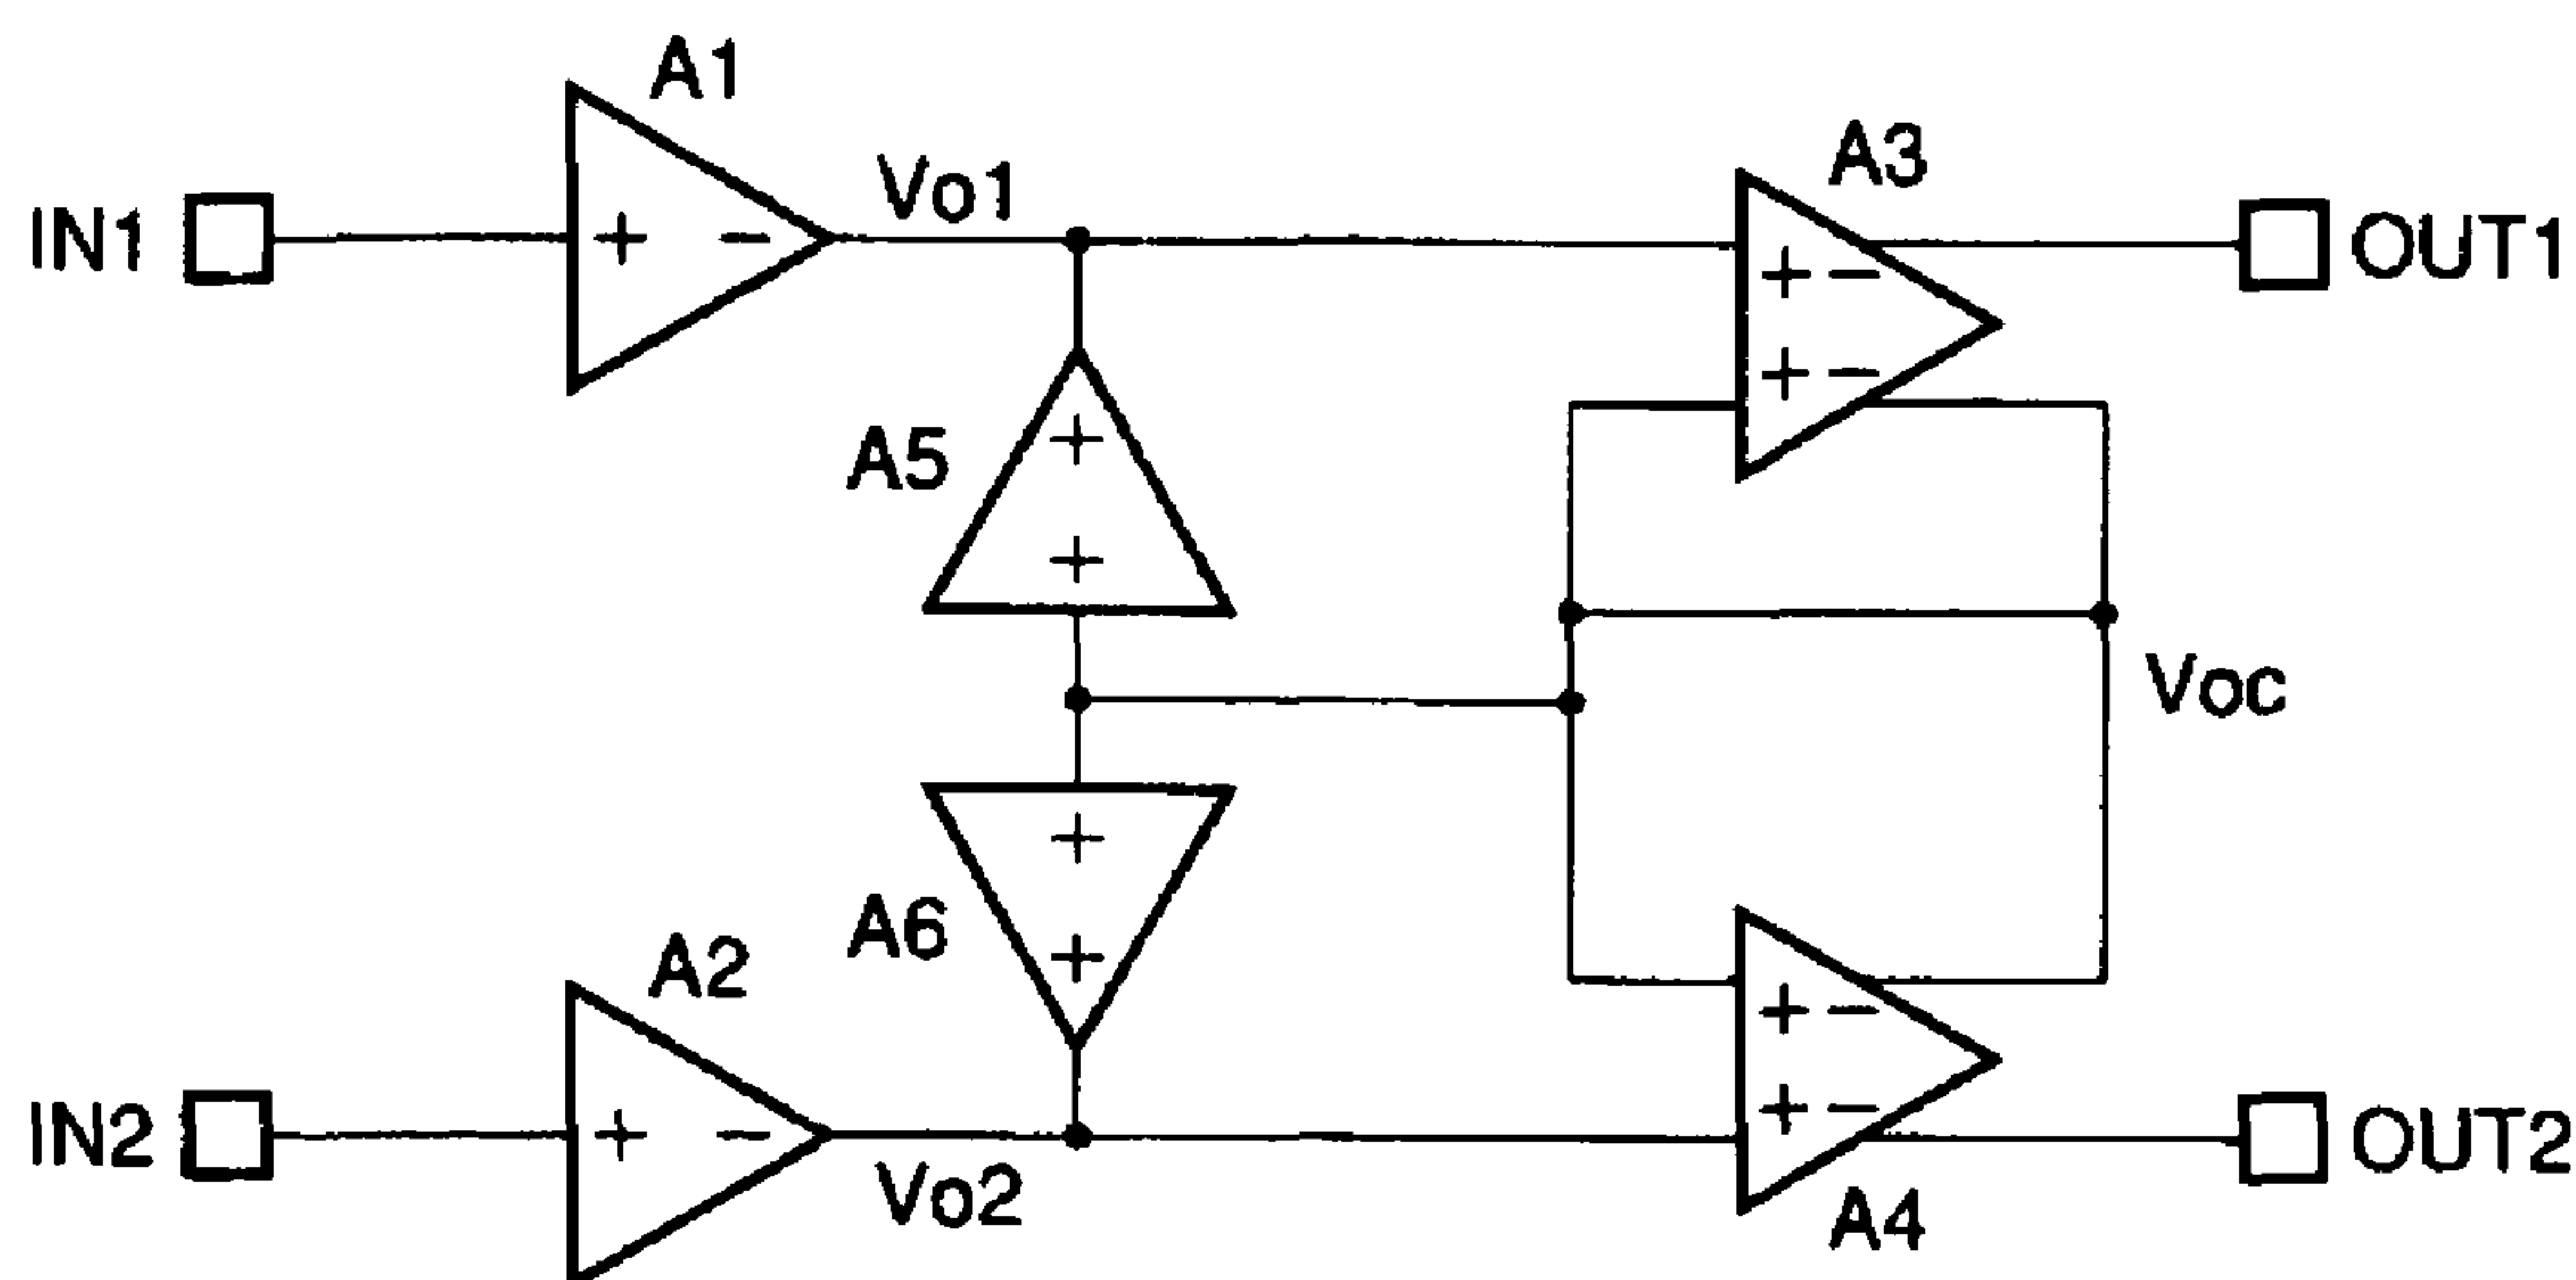 A1
A3
Vo1
IN1
+ −
+ −
OUT1
+ −
A5
+
+
Voc
+
A6
+
A2
+ −
IN2
+ −
+ −
OUT2
Vo2
A4